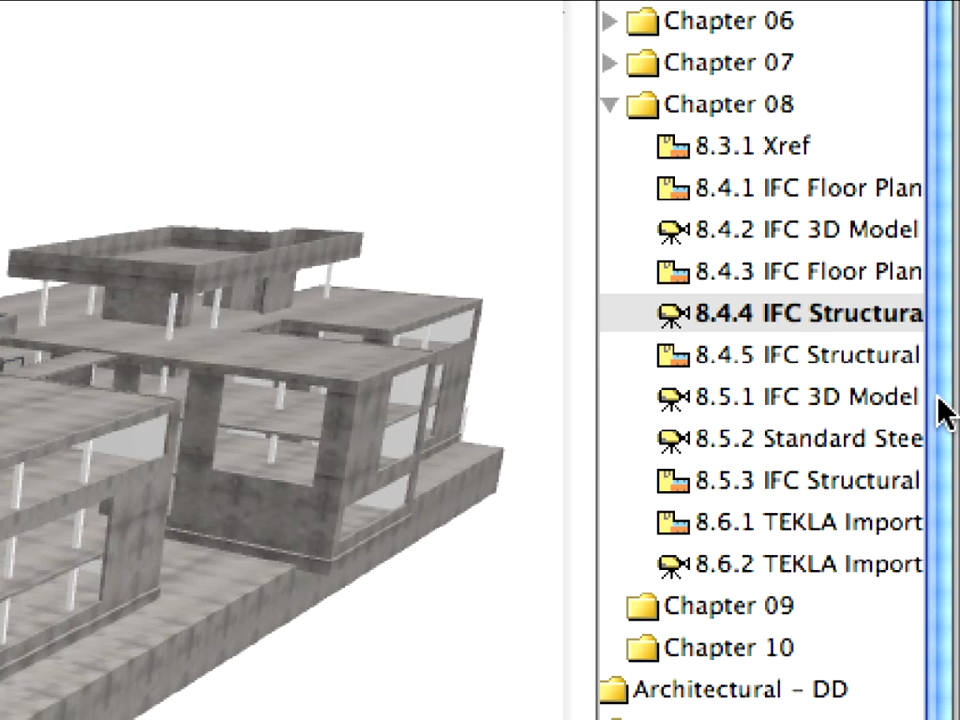 Chapter 06
Chapter 07
Chapter 08
8.3.1 Xref
8.4.1 IFC Floor Plan
8.4.2 IFC 3D Model
8.4.3 IFC Floor Plan
8.4.4 IFC Structura
8.4.5 IFC Structural
8.5.1 IFC 3D Model
8.5.2 Standard Stee
8.5.3 IFC Structural
8.6.1 TEKLA Import
8.6.2 TEKLA Import
Chapter 09
Chapter 10
Architectural - DD